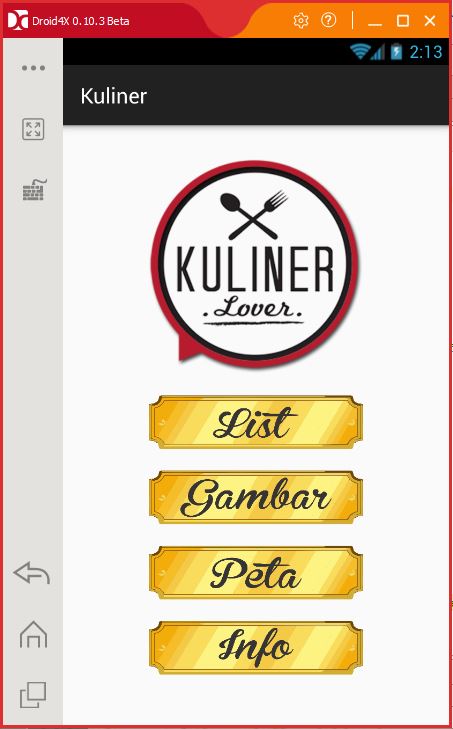 Droid4X 0.10.3 Beta
2:13
Kuliner
KULINER
.Lover.
List
Gambar
Peta
Info